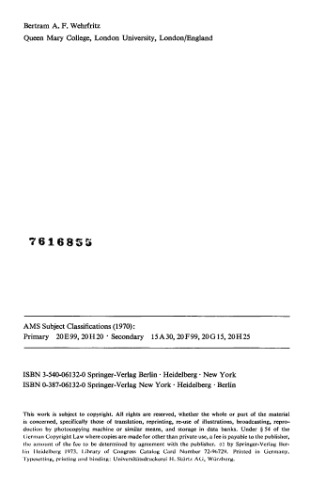 Bertram A. F. Wehrfritz
Queen Mary College, London University, London/England
7616855
AMS Subject Classifications (1970):
Primary 20E99, 20H20 · Secondary 15A30, 20F99, 20G15, 20H25
ISBN 3-540-06132-0 Springer-Verlag Berlin · Heidelberg · New York
ISBN 0-387-06132-0 Springer-Verlag New York · Heidelberg · Berlin
This work is subject to copyright. All rights are reserved, whether the whole or part of the material
is concerned, specifically those of translation, reprinting, re-use of illustrations, broadcasting, repro-
duction by photocopying machine or similar means, and storage in data banks. Under § 54 of the
German Copyright Law where copies are made for other than private use, a fee is payable to the publisher,
the amount of the fee to be determined by agreement with the publisher. © by Springer-Verlag Ber-
lin Heidelberg 1973. Library of Congress Catalog Card Number 72-96729. Printed in Germany.
Typesetting, printing and binding: Universitätsdruckerei H. Stürtz AG, Würzburg.